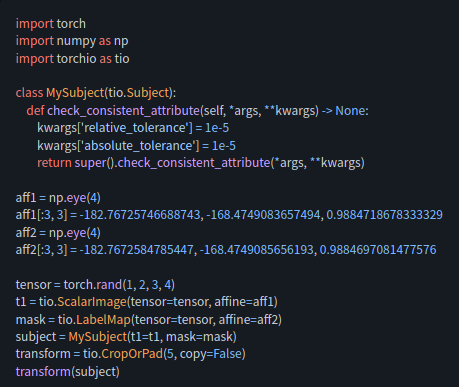 import torch
import numpy as np
import torchio as tio
class MySubject(tio.Subject):
def check_consistent_attribute(self, *args, **kwargs) -> None:
kwargs['relative_tolerance'] = 1e-5
kwargs['absolute_tolerance'] = 1e-5
return super().check_consistent_attribute(*args, **kwargs)
aff1 = np.eye(4)
aff1[:3, 3] = -182.76725746688743, -168.4749083657494, 0.9884718678333329
aff2 = np.eye(4)
aff2[:3, 3] = -182.7672584785447, -168.4749085656193, 0.9884697081477576
tensor = torch.rand(1, 2, 3, 4)
t1 = tio.ScalarImage(tensor=tensor, affine=aff1)
mask = tio.LabelMap(tensor=tensor, affine=aff2)
subject = MySubject(t1=t1, mask=mask)
transform = tio.CropOrPad(5, copy=False)
transform(subject)